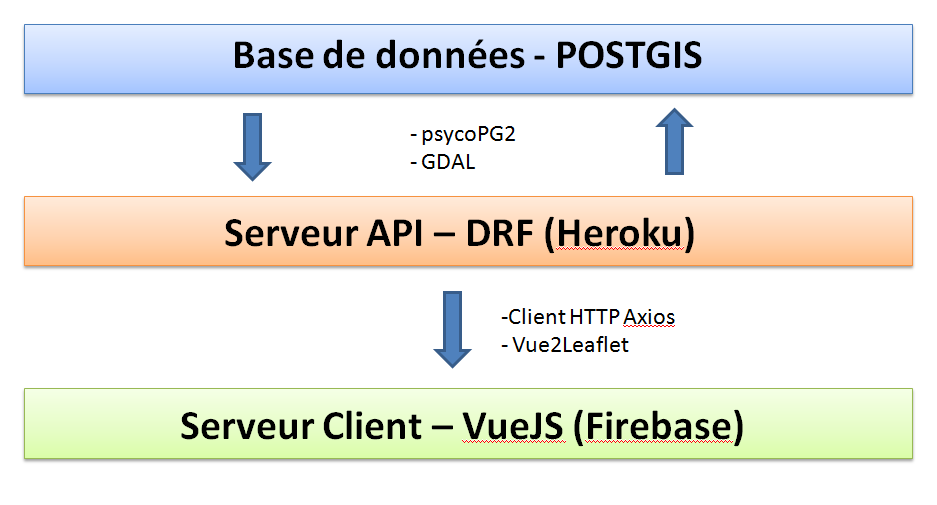 Base de données - POSTGIS
- psycoPG2
- GDAL
Serveur API – DRF (Heroku)
-Client HTTP Axios
- Vue2Leaflet
Serveur Client – VueJS (Firebase)